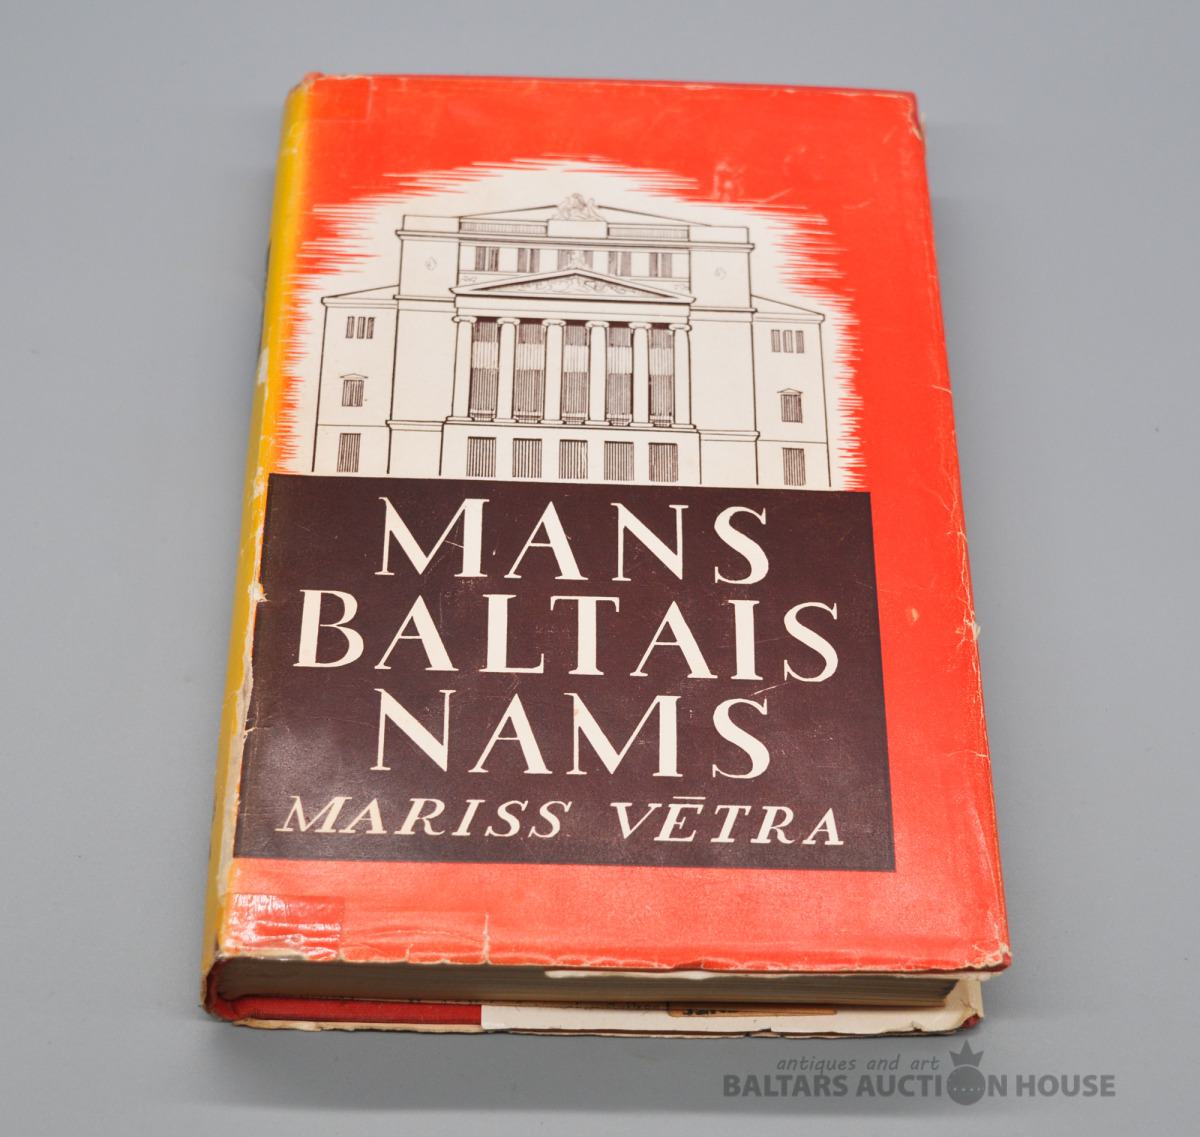 MANS
BALTAIS
NAMS
MARISS VĒTRA
antiques and art
BALTARS AUCTION HOUSE